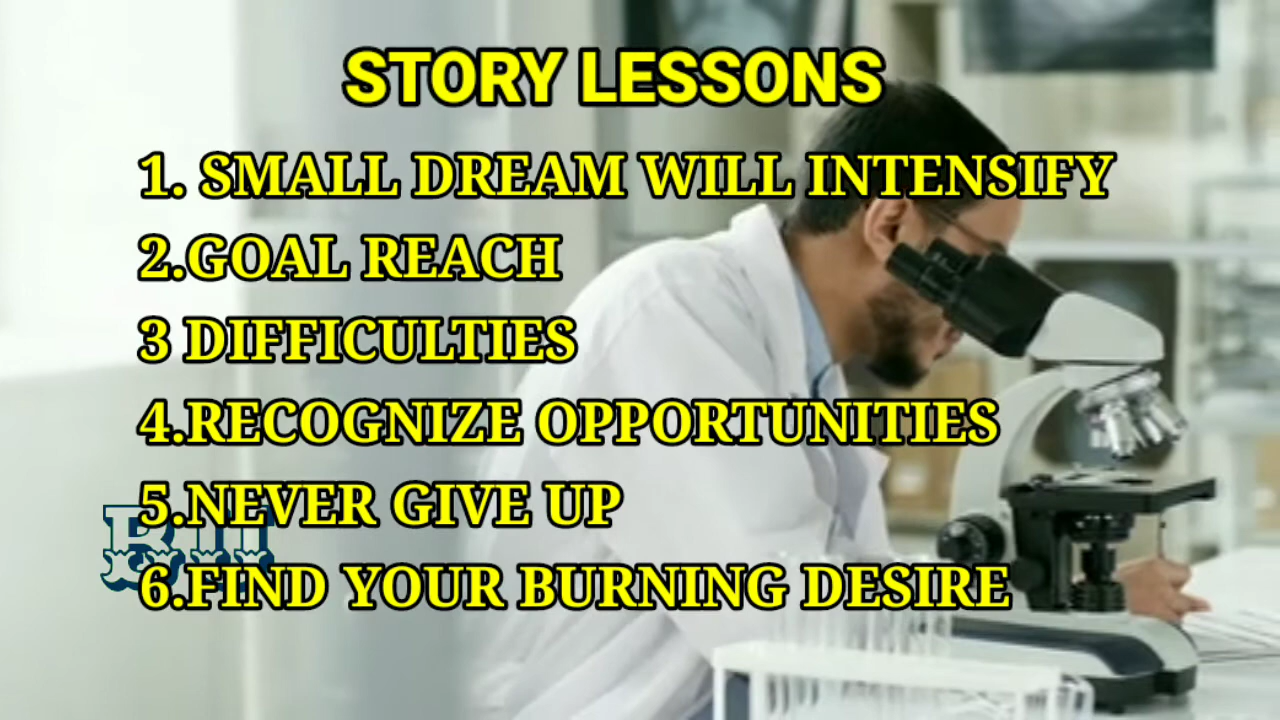 STORY LESSONS
1. SMALL DREAM WILL INTENSIFY
2.GOAL REACH
3 DIFFICULTIES
4.RECOGNIZE OPPORTUNITIES
5.NEVER GIVE UP
6.FIND YOUR BURNING DESIRE